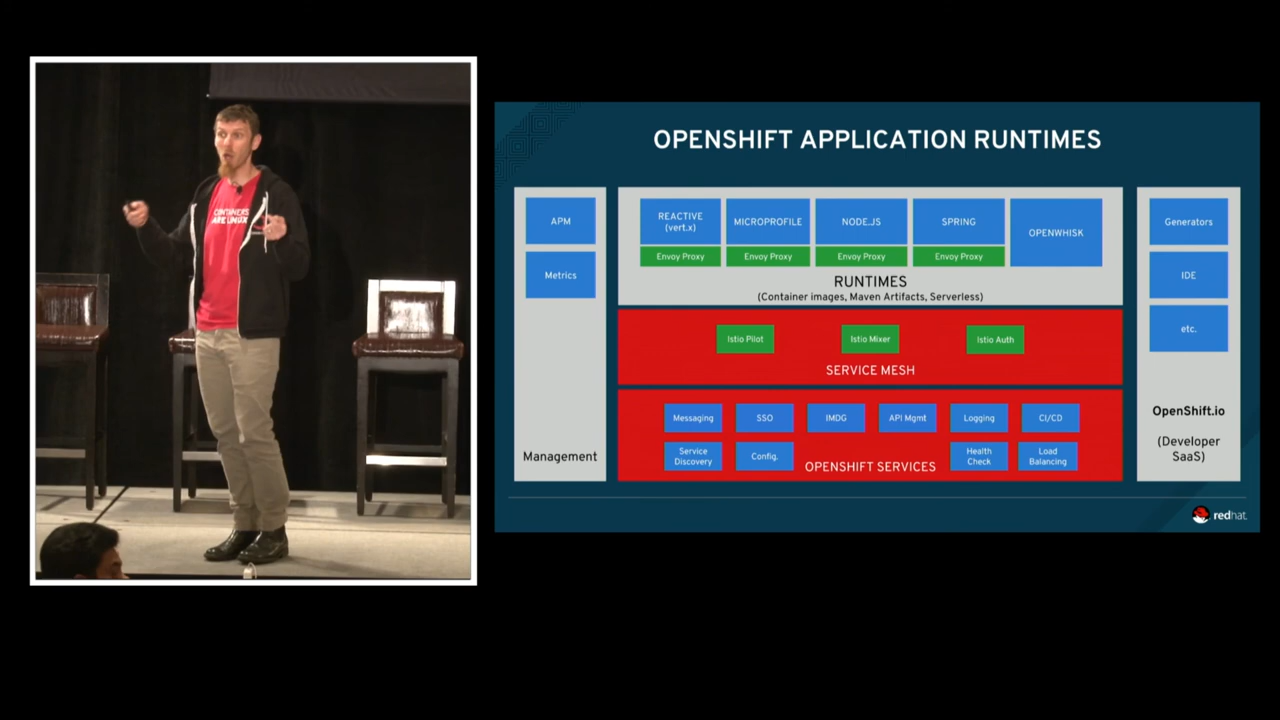 CONTAINERS
ARE LINUX
OPENSHIFT APPLICATION RUNTIMES
APM
Metrics
Management
REACTIVE
(vert.x)
MICROPROFILE
NODE.JS
SPRING
OPENWHISK
Envoy Proxy
Envoy Proxy
Envoy Proxy
Envoy Proxy
RUNTIMES
(Container images, Maven Artifacts, Serverless)
Istio Pilot
Istio Mixer
Istio Auth
SERVICE MESH
Messaging
SSO
IMDG
API Mgmt
Logging
CI/CD
Service
Discovery
Config.
Health
Check
Load
Balancing
OPENSHIFT SERVICES
Generators
IDE
etc.
OpenShift.io
(Developer
SaaS)
redhat.